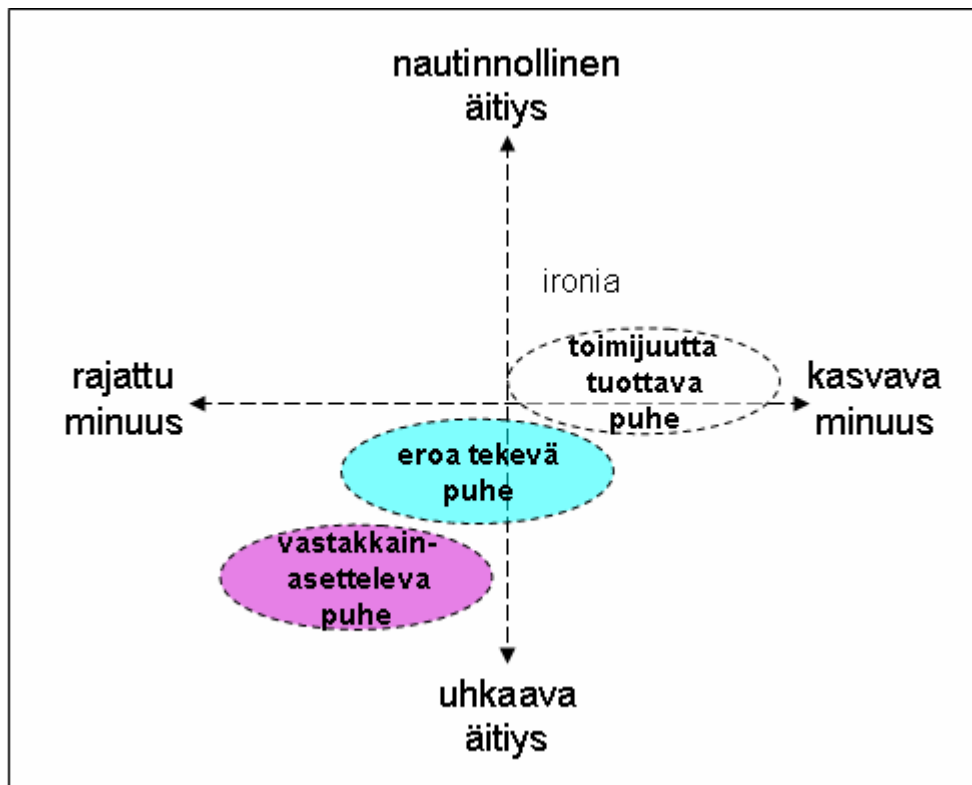 nautinnollinen
äitiys
ironia
toimijuutta
tuottava
puhe
rajattu
minuus
kasvava
minuus
eroa tekevä
puhe
vastakkain-
asetteleva
puhe
uhkaava
äitiys